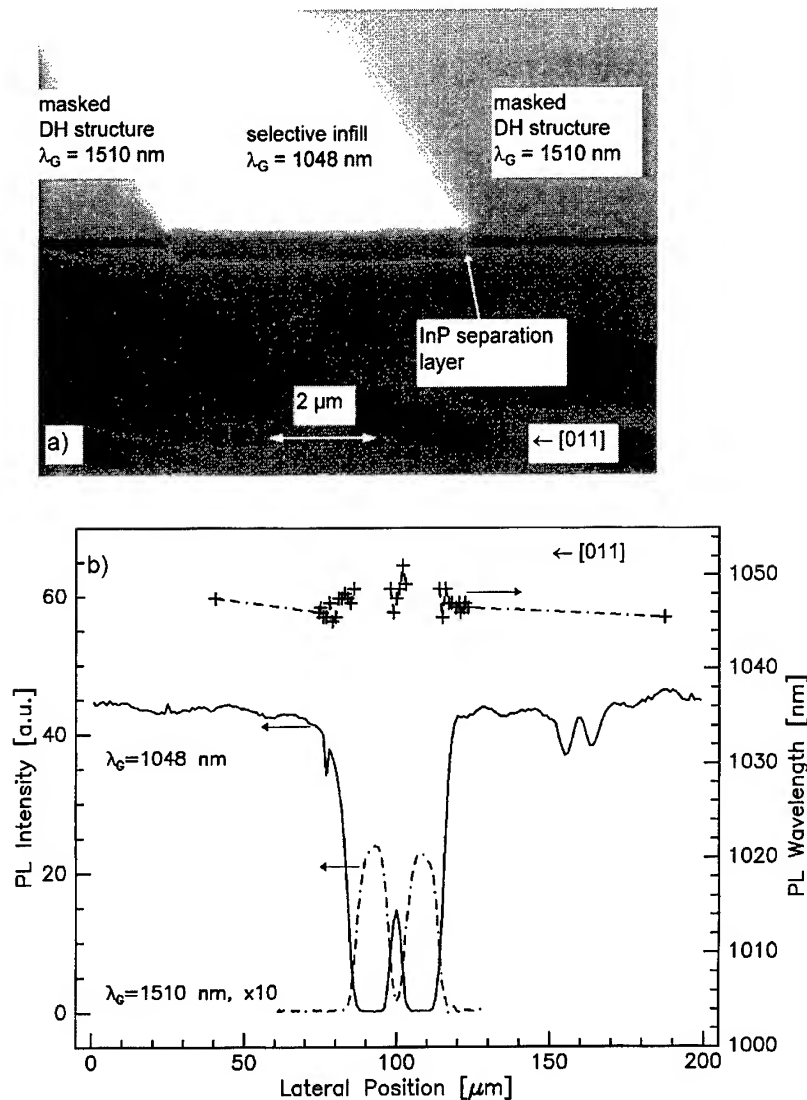 masked
DH structure
λG = 1510 nm
selective infill
λG = 1048 nm
masked
DH structure
λG = 1510 nm
InP separation
layer
2 µm
a)
← [011]
b)
← [011]
60
40
20
0
PL Intensity [a.u.]
λG=1048 nm
λG=1510 nm, x10
1050
1040
1030
1020
1010
1000
PL Wavelength [nm]
0
50
100
150
200
Lateral Position [µm]